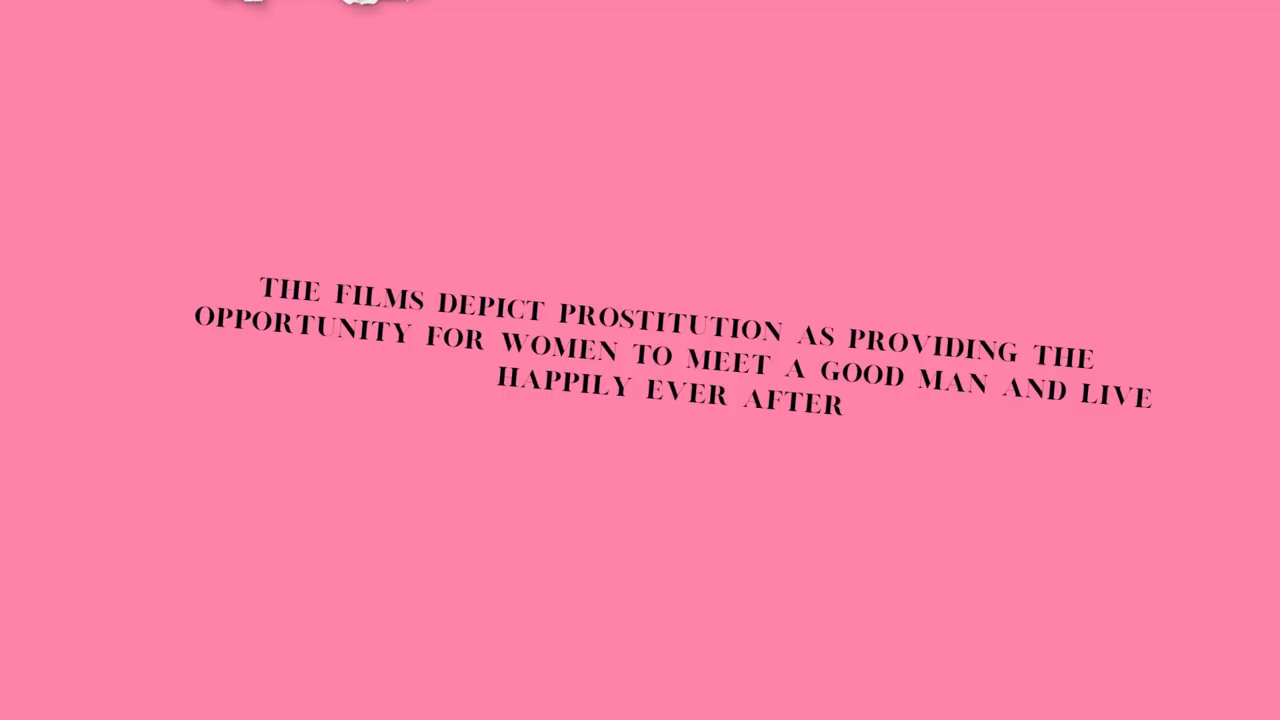 THE FILMS DEPICT PROSTITUTION AS PROVIDING THE
OPPORTUNITY FOR WOMEN TO MEET A GOOD MAN AND LIVE
HAPPILY EVER AFTER